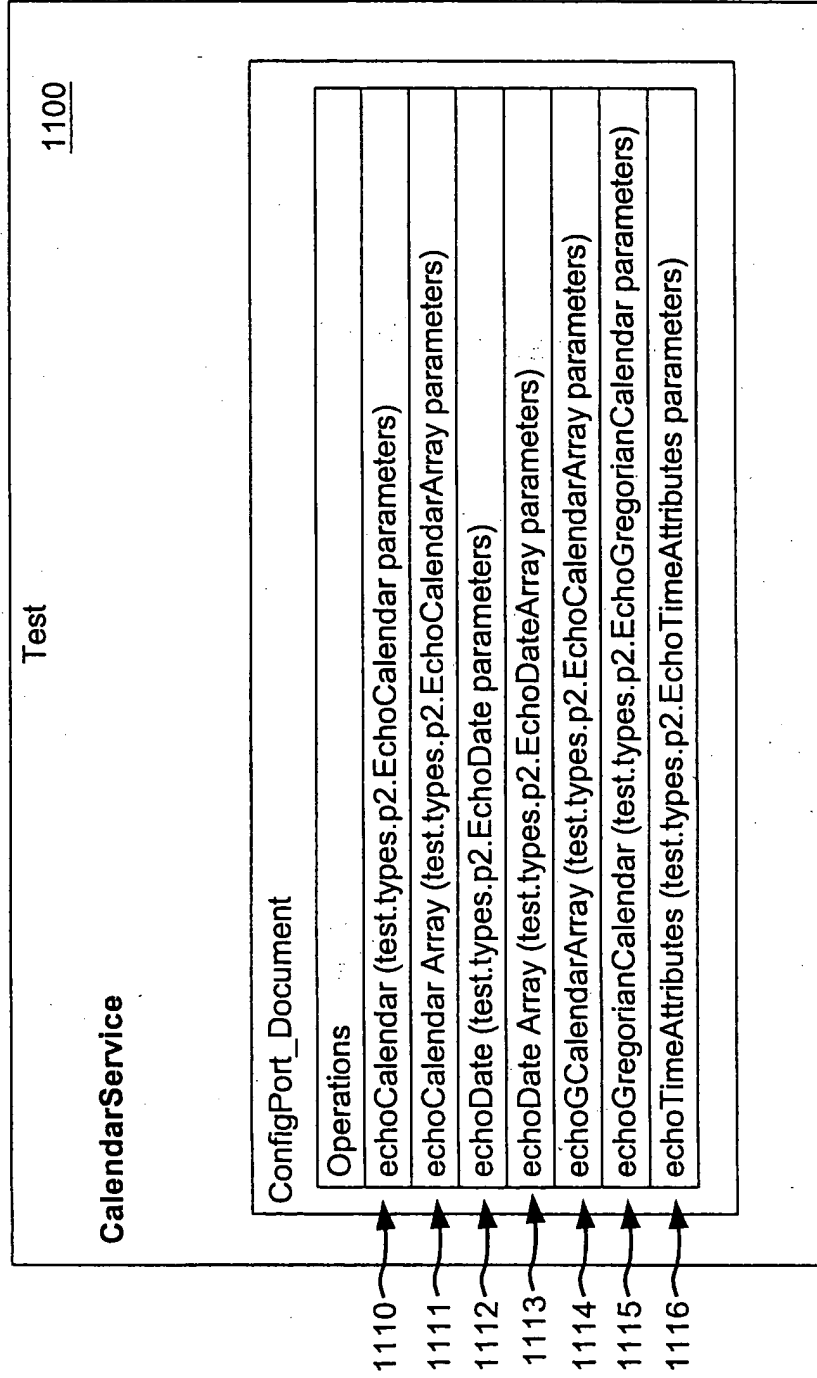 Test
1100
CalendarService
ConfigPort_Document
Operations
1110 echoCalendar (test.types.p2.EchoCalendar parameters)
1111 echoCalendar Array (test.types.p2.EchoCalendarArray parameters)
1112 echoDate (test.types.p2.EchoDate parameters)
1113 echoDate Array (test.types.p2.EchoDateArray parameters)
1114 echoGCalendarArray (test.types.p2.EchoCalendarArray parameters)
1115 echoGregorianCalendar (test.types.p2.EchoGregorianCalendar parameters)
1116 echoTimeAttributes (test.types.p2.EchoTimeAttributes parameters)